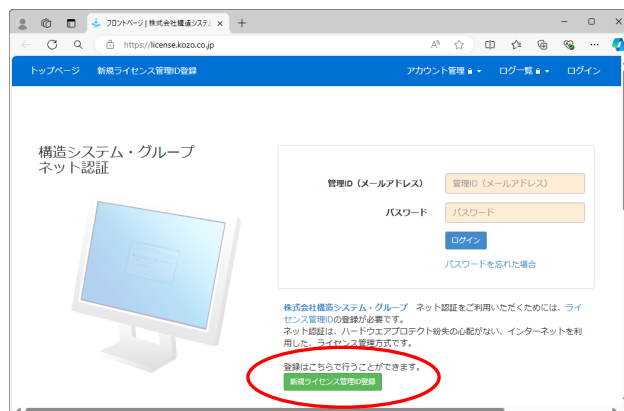 フロントページ | 株式会社構造システ
https://license.kozo.co.jp
トップページ 新規ライセンス管理ID登録 アカウント管理 ログ一覧 ログイン
構造システム・グループ
ネット認証
管理ID（メールアドレス） 管理ID（メールアドレス）
パスワード パスワード
ログイン
パスワードを忘れた場合
株式会社構造システム・グループ ネット認証をご利用いただくためには、ライ
センス管理IDの登録が必要です。
ネット認証は、ハードウエアプロテクト紛失の心配がない、インターネットを利
用した、ライセンス管理方式です。
登録はこちらで行うことができます。
新規ライセンス管理ID登録